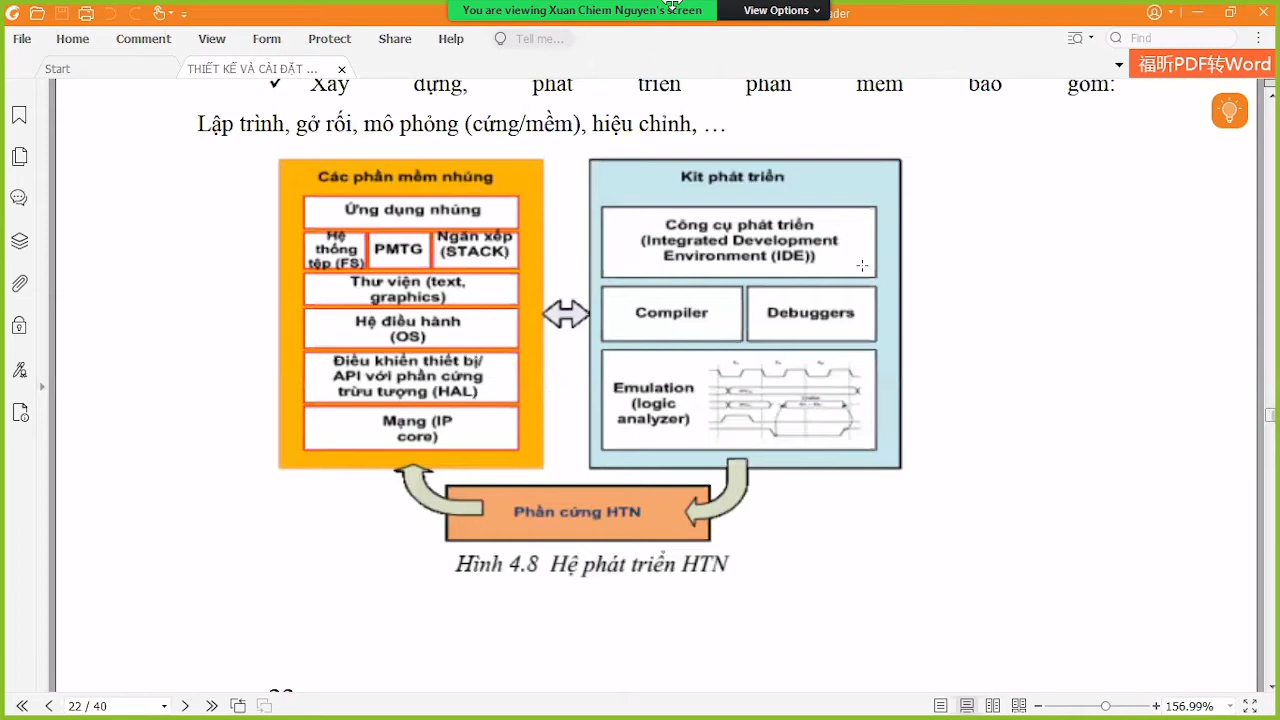 You are viewing Xuan Chiem Nguyen's screen
View Options
ader
File Home Comment View Form Protect Share Help Tell me... Find
Start
THIẾT KẾ VÀ CÀI ĐẶT ...
福昕PDF转Word
✓ Xây dựng, phát triển phần mềm bao gồm:
Lập trình, gở rối, mô phỏng (cứng/mềm), hiệu chỉnh, …
Các phần mềm nhúng
Ứng dụng nhúng
Hệ thống tệp (FS)
PMTG
Ngăn xếp (STACK)
Thư viện (text, graphics)
Hệ điều hành (OS)
Điều khiển thiết bị/
API với phần cứng
trừu tượng (HAL)
Mạng (IP core)
Kit phát triển
Công cụ phát triển
(Integrated Development
Environment (IDE))
Compiler
Debuggers
Emulation
(logic
analyzer)
Phần cứng HTN
Hình 4.8 Hệ phát triển HTN
22 / 40
156.99%